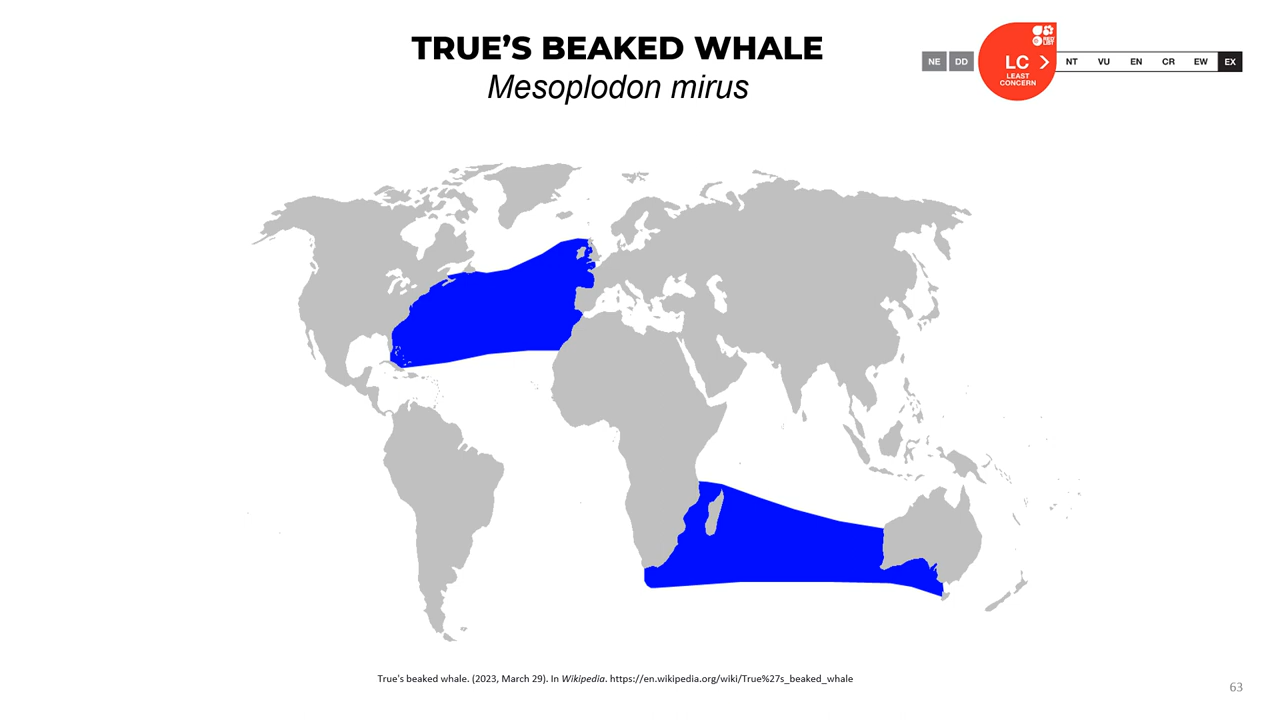 TRUE’S BEAKED WHALE
Mesoplodon mirus
NE DD LC NT VU EN CR EW EX
LEAST
CONCERN
True's beaked whale. (2023, March 29). In Wikipedia. https://en.wikipedia.org/wiki/True%27s_beaked_whale
63